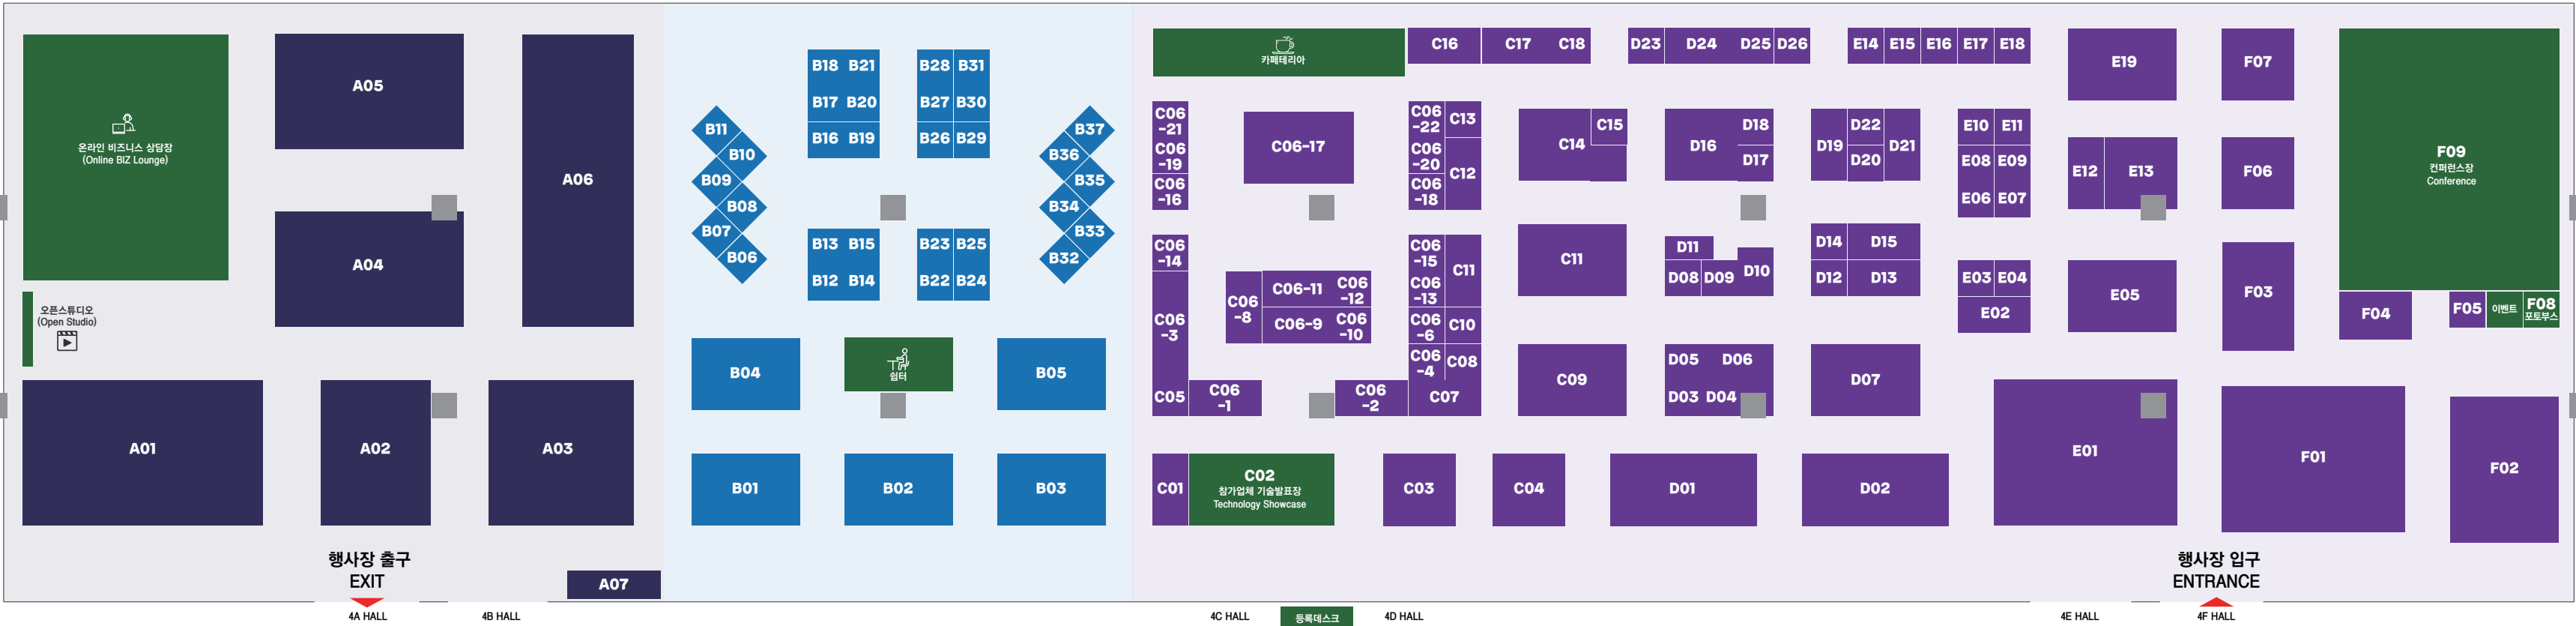 온라인 비즈니스 상담장
(Online BIZ Lounge)
오픈스튜디오
(Open Studio)
A05
A06
A04
A01
A02
A03
A07
행사장 출구
EXIT
4A HALL
4B HALL
B18 B21
B17 B20
B16 B19
B28 B31
B27 B30
B26 B29
B11
B10
B09
B08
B07
B06
B37
B36
B35
B34
B33
B32
B13 B15
B12 B14
B23 B25
B22 B24
B04
쉼터
B05
B01
B02
B03
카페테리아
C16
C17
C18
C06
-21
C06
-19
C06
-16
C06-17
C06
-22
C13
C06
-20
C12
C06
-18
C14
C15
C06
-14
C06
-3
C05
C06
-1
C06
-8
C06-11
C06
-12
C06-9
C06
-10
C06
-15
C11
C06
-13
C06
-6
C10
C06
-4
C08
C06
-2
C07
C11
C09
C01
C02
참가업체 기술발표장
Technology Showcase
C03
C04
D23
D24
D25
D26
D16
D18
D17
D19
D22
D20
D21
D11
D08
D09
D10
D14
D15
D12
D13
D05 D06
D03 D04
D07
D01
D02
E14
E15
E16
E17
E18
E10
E11
E08
E09
E06
E07
E19
E12
E13
E03
E04
E02
E05
E01
F07
F06
F03
F09
컨퍼런스장
Conference
F04
F05
이벤트
F08
포토부스
F01
F02
행사장 입구
ENTRANCE
4C HALL
등록데스크
4D HALL
4E HALL
4F HALL